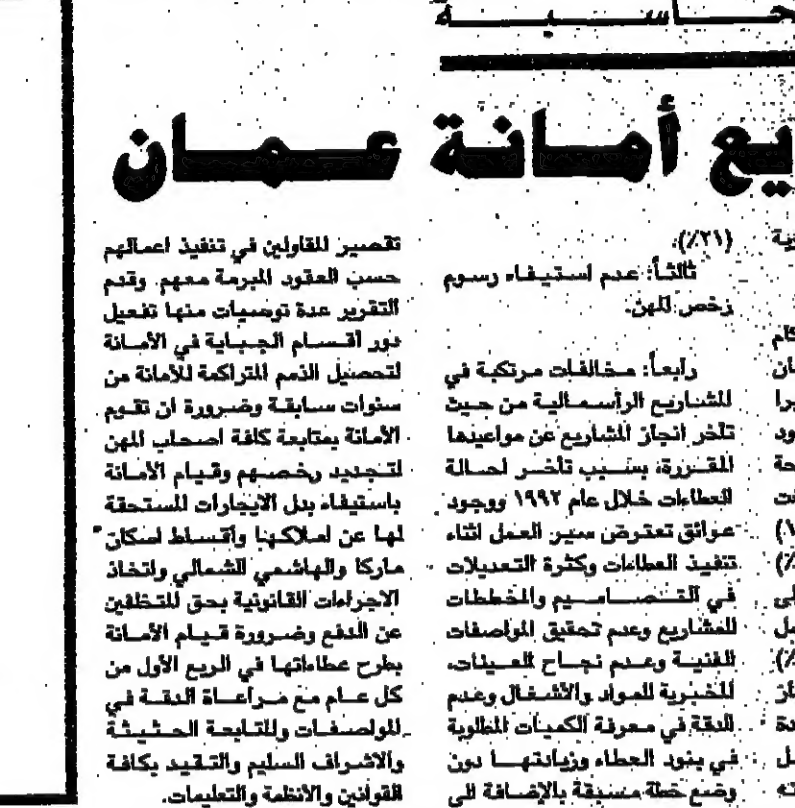 يع أمانة عمان
(٢١٪).
ثالثاً: عدم استيفاء رسوم
رخص المهن.
رابعاً: مخالفات مرتكبة في
المشاريع الرأسمالية من حيث
تأخر انجاز المشاريع عن مواعيدها
المقررة، بسبب تأخر احالة
العطاءات خلال عام ١٩٩٢ ووجود
عوائق تعترض سير العمل اثناء
تنفيذ العطاءات وكثرة التعديلات
في التصاميم والمخططات
للمشاريع وعدم تحقيق المواصفات
الفنية وعدم نجاح العينات
المخبرية للمواد والأشغال وعدم
الدقة في معرفة الكميات المطلوبة
في بنود العطاء وزيادتها دون
وضع خطة مسبقة بالإضافة الى
تقصير المقاولين في تنفيذ اعمالهم
حسب العقود المبرمة معهم. وقدم
التقرير عدة توصيات منها تفعيل
دور أقسام الجباية في الأمانة
لتحصيل الذمم المتراكمة للأمانة من
سنوات سابقة وضرورة ان تقوم
الأمانة بمتابعة كافة اصحاب المهن
لتجديد رخصهم وقيام الأمانة
باستيفاء بدل الايجارات المستحقة
لها عن املاكها وأقساط اسكان
ماركا والهاشمي الشمالي واتخاذ
الاجراءات القانونية بحق المتخلفين
عن الدفع وضرورة قيام الأمانة
بطرح عطاءاتها في الربع الأول من
كل عام مع مراعاة الدقة في
المواصفات والمتابعة الحثيثة
والاشراف السليم والتقيد بكافة
القوانين والأنظمة والتعليمات.